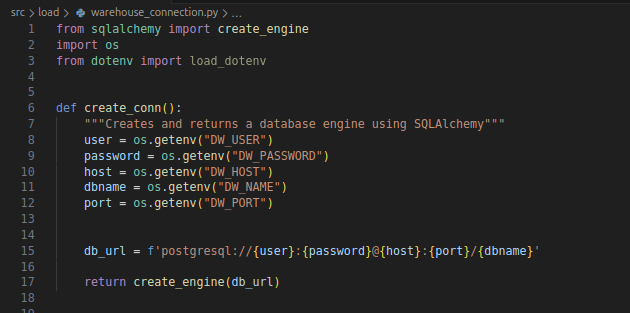 src > load > warehouse_connection.py > ...
1 from sqlalchemy import create_engine
2 import os
3 from dotenv import load_dotenv
4
5
6 def create_conn():
7     """Creates and returns a database engine using SQLAlchemy"""
8     user = os.getenv("DW_USER")
9     password = os.getenv("DW_PASSWORD")
10     host = os.getenv("DW_HOST")
11     dbname = os.getenv("DW_NAME")
12     port = os.getenv("DW_PORT")
13
14
15     db_url = f'postgresql://{user}:{password}@{host}:{port}/{dbname}'
16
17     return create_engine(db_url)
18